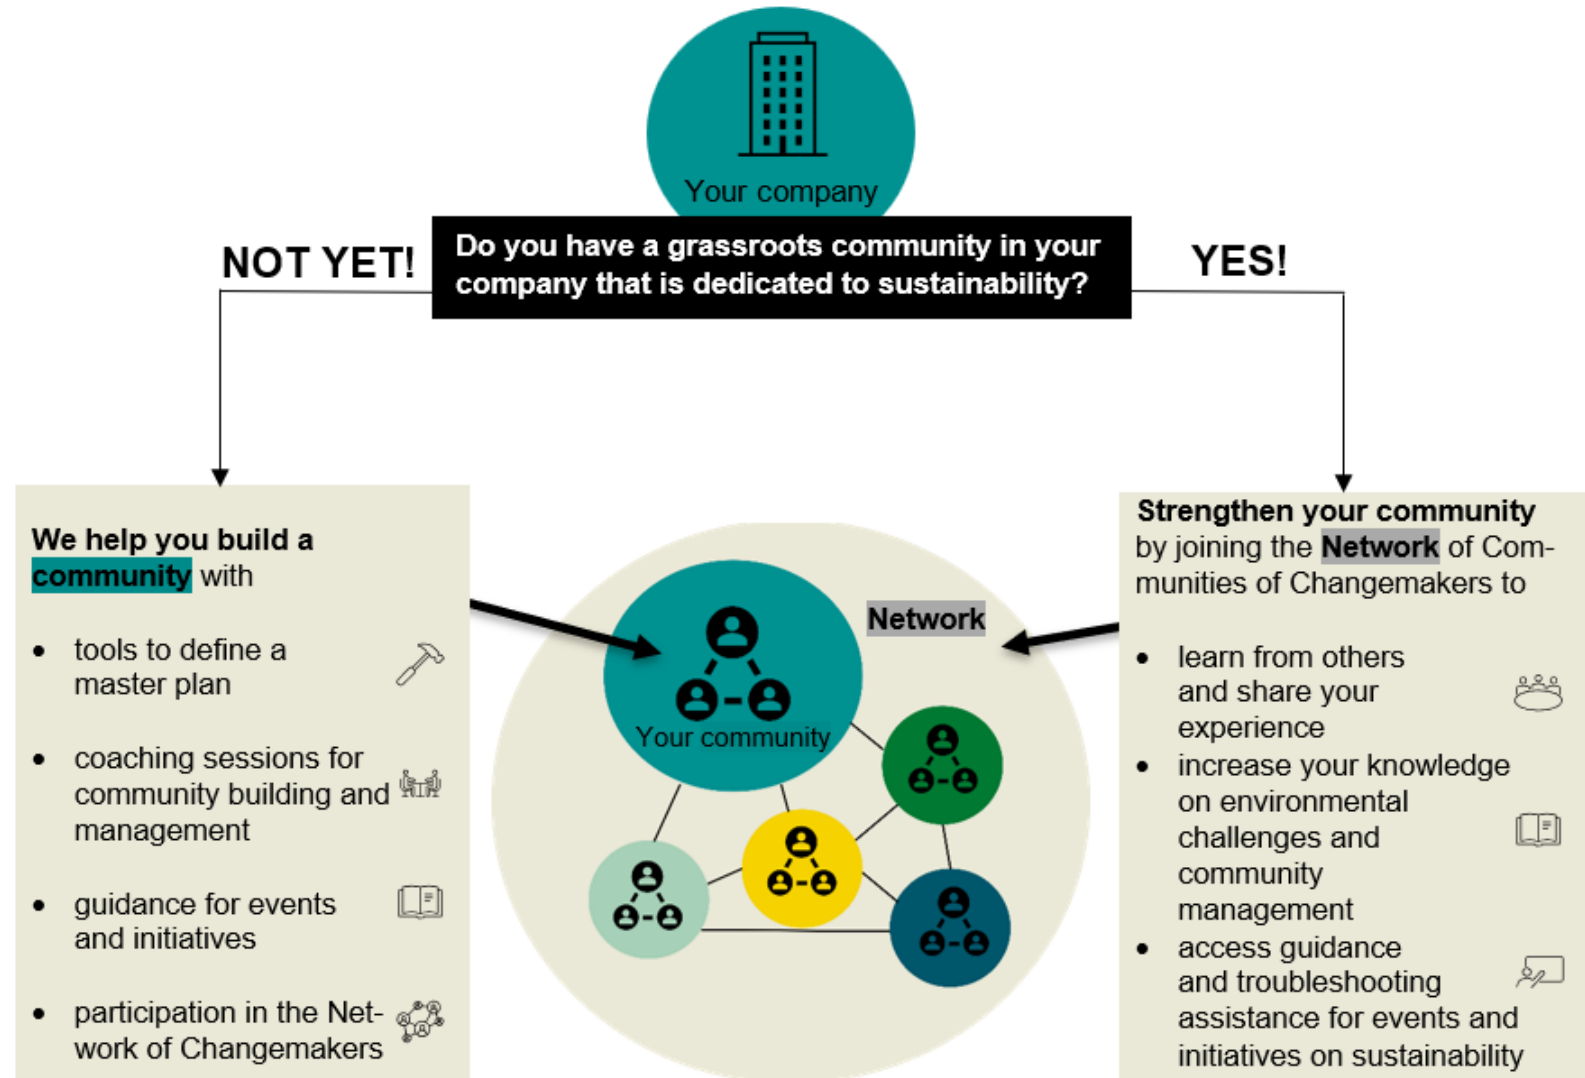 Your company
Do you have a grassroots community in your
company that is dedicated to sustainability?
NOT YET!
YES!
We help you build a
community with
• tools to define a
master plan
• coaching sessions for
community building and
management
• guidance for events
and initiatives
• participation in the Net-
work of Changemakers
Network
Your community
Strengthen your community
by joining the Network of Com-
munities of Changemakers to
• learn from others
and share your
experience
• increase your knowledge
on environmental
challenges and
community
management
• access guidance
and troubleshooting
assistance for events and
initiatives on sustainability